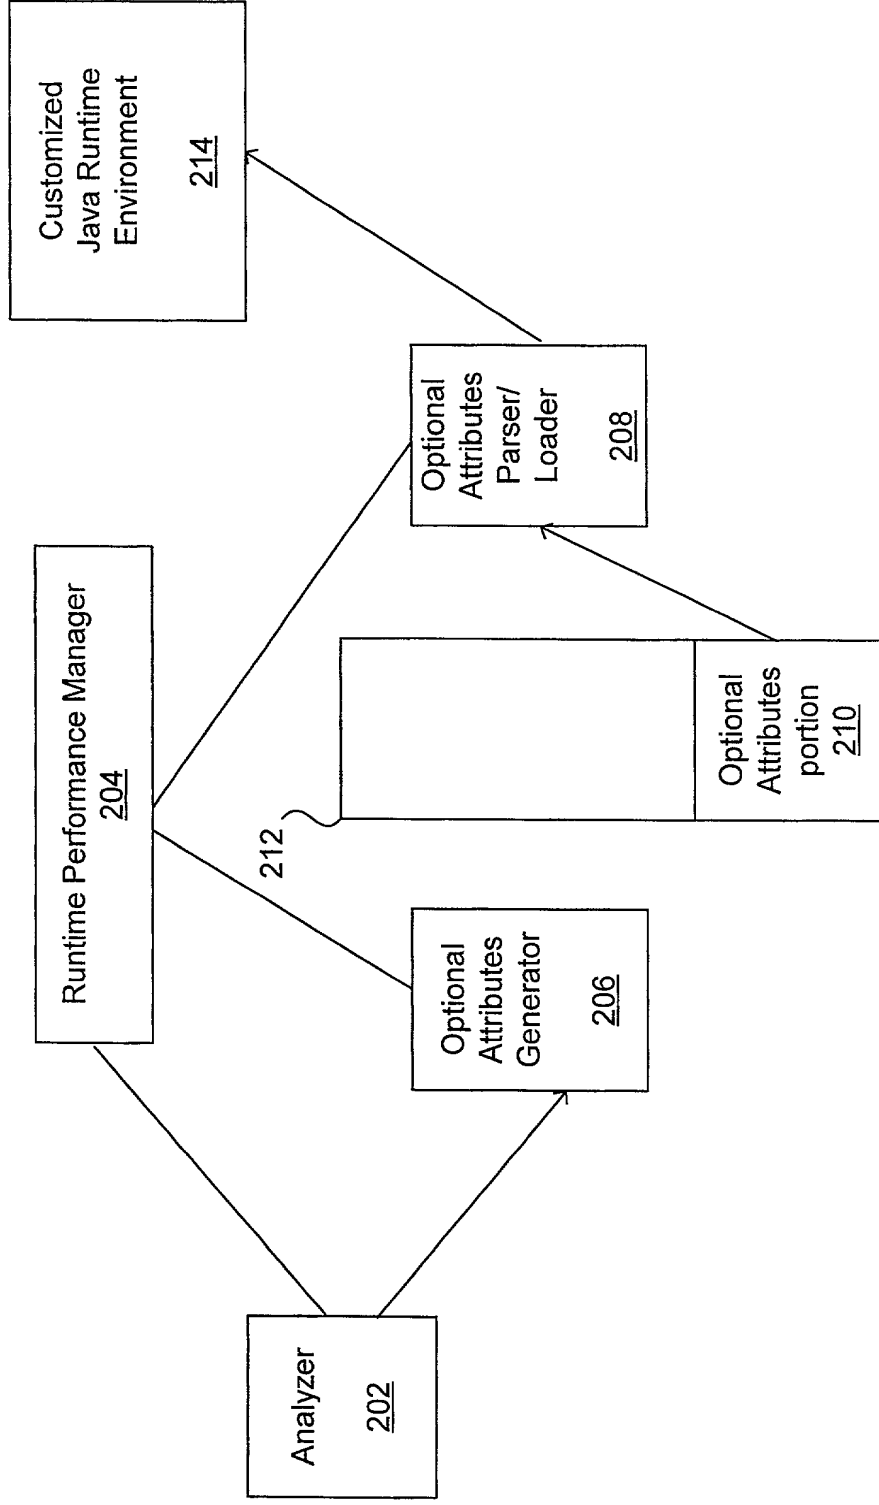 Runtime Performance Manager
204
Customized
Java Runtime
Environment
214
Analyzer
202
Optional
Attributes
Generator
206
212
Optional
Attributes
portion
210
Optional
Attributes
Parser/
Loader
208